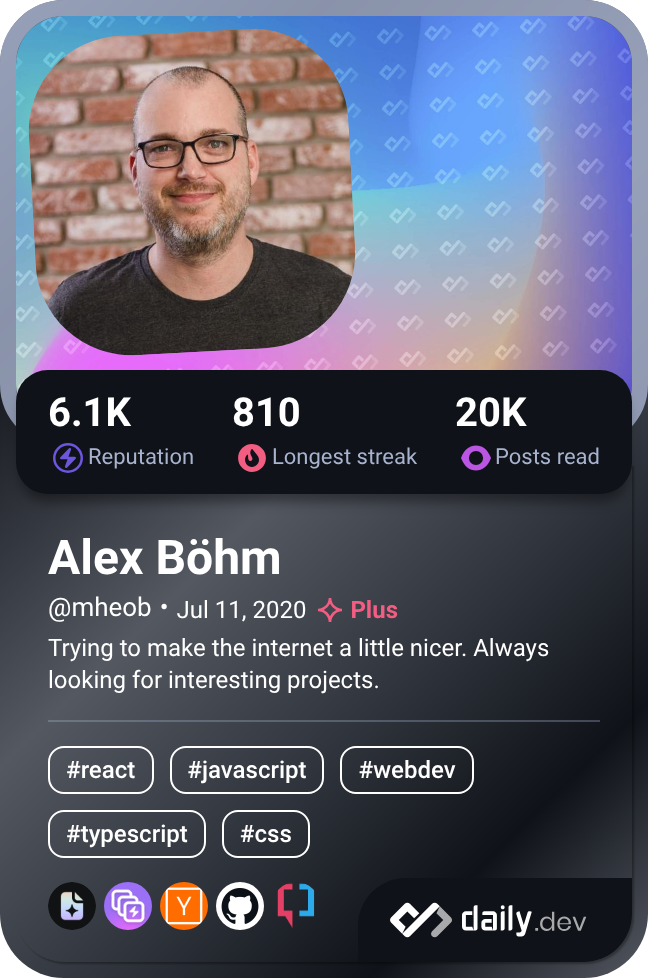 6.1K 810 20K
Reputation Longest streak Posts read
Alex Böhm
@mheob • Jul 11, 2020 Plus
Trying to make the internet a little nicer. Always
looking for interesting projects.
#react #javascript #webdev
#typescript #css
Y
daily.dev